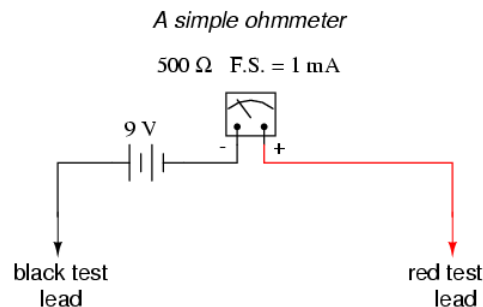 A simple ohmmeter
500 Ω F.S. = 1 mA
9 V
- +
black test
lead
red test
lead